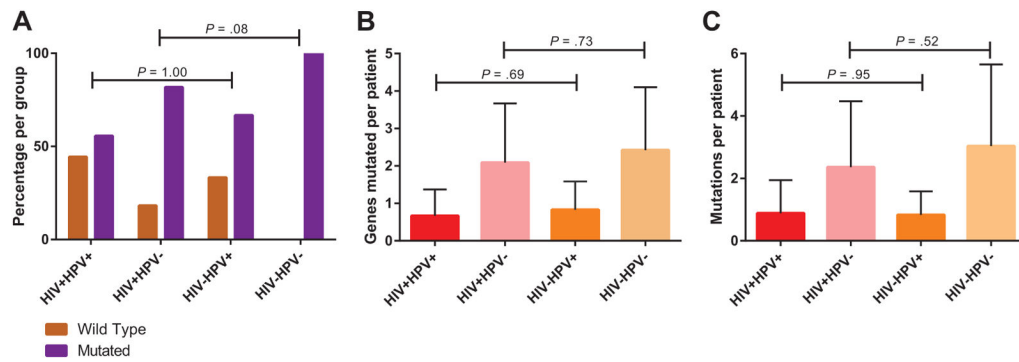 A
Percentage per group
100
50
0
P = .08
P = 1.00
HIV+HPV+
HIV+HPV-
HIV-HPV+
HIV-HPV-
Wild Type
Mutated
B
Genes mutated per patient
5
4
3
2
1
0
P = .73
P = .69
HIV+HPV+
HIV+HPV-
HIV-HPV+
HIV-HPV-
C
Mutations per patient
6
4
2
0
P = .52
P = .95
HIV+HPV+
HIV+HPV-
HIV-HPV+
HIV-HPV-